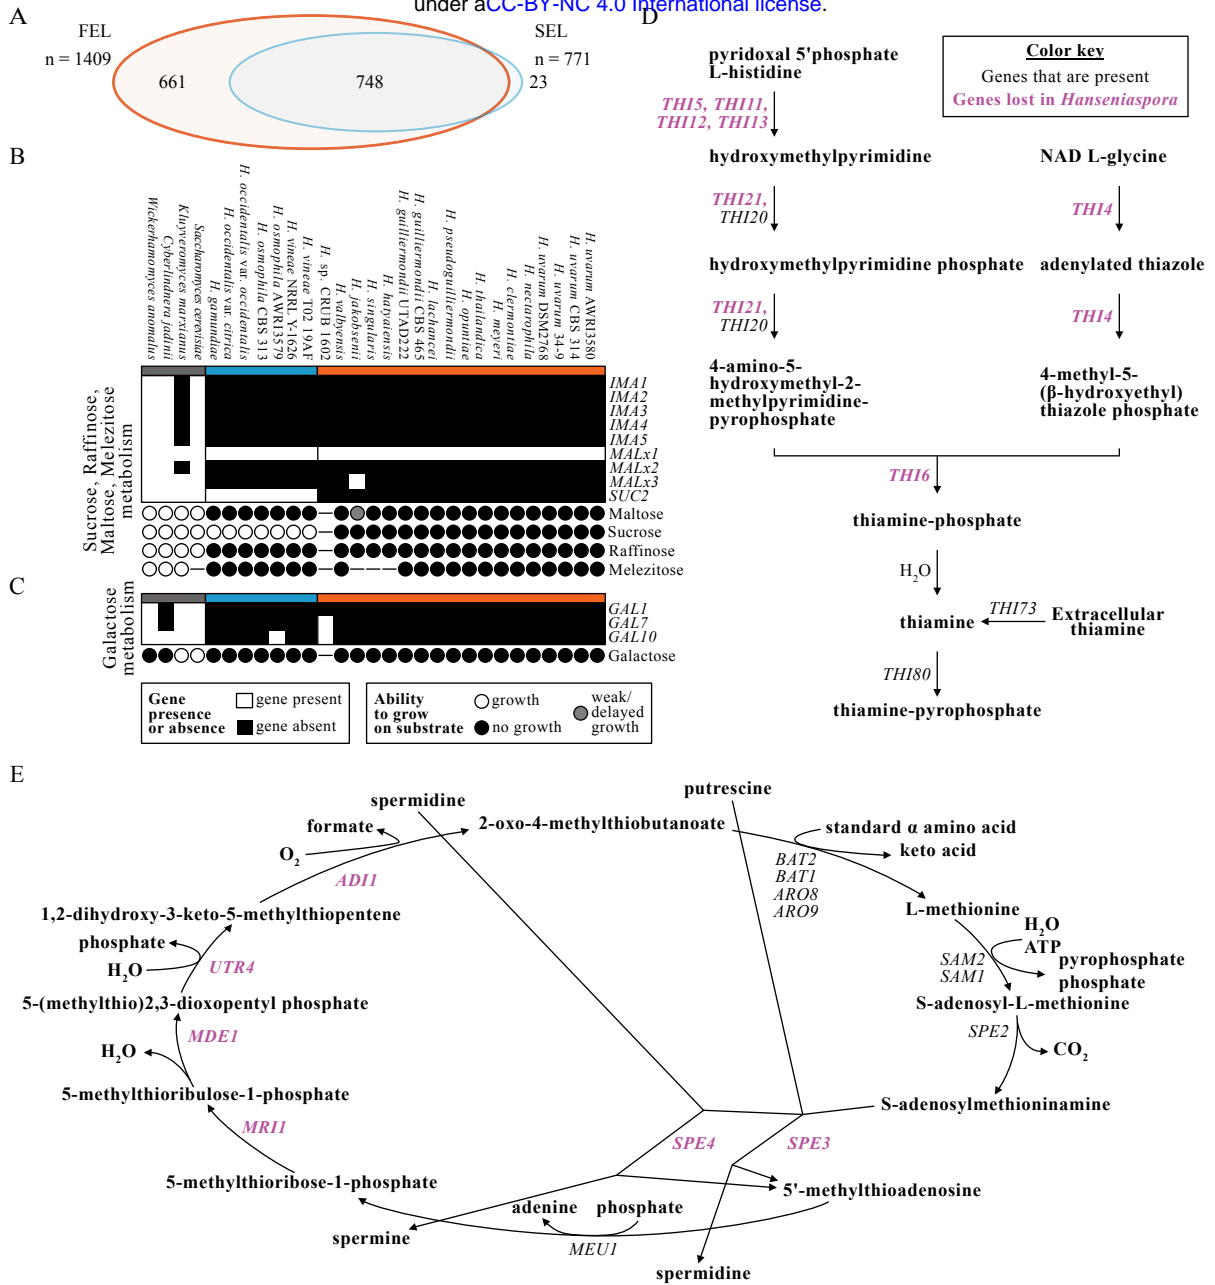 under aCC-BY-NC 4.0 International license.
A
FEL
n = 1409
661
748
SEL
n = 771
23
B
Wickerhamomyces anomalus
Cyberlindnera jadinii
Kluyveromyces marxianus
Saccharomyces cerevisiae
H. gamundiae
H. occidentalis var. citrica
H. occidentalis var. occidentalis
H. osmophila CBS 313
H. osmophila AWRI3579
H. vineae NRRL Y-1626
H. vineae T02 19AF
H. sp. CRUB 1602
H. valbyensis
H. jakobsenii
H. singularis
H. hatyaiensis
H. guilliermondii UTAD222
H. guilliermondii CBS 465
H. lachancei
H. pseudoguilliermondii
H. opuntiae
H. thailandica
H. meyeri
H. clermontiae
H. nectarophila
H. uvarum DSM2768
H. uvarum 34-9
H. uvarum CBS 314
H. uvarum AWRI3580
Sucrose, Raffinose,
Maltose, Melezitose
metabolism
IMA1
IMA2
IMA3
IMA4
IMA5
MALx1
MALx2
MALx3
SUC2
Maltose
Sucrose
Raffinose
Melezitose
C
Galactose
metabolism
GAL1
GAL7
GAL10
Galactose
Gene
presence
or absence
gene present
gene absent
Ability
to grow
on substrate
growth
no growth
weak/
delayed
growth
D
pyridoxal 5'phosphate
L-histidine
Color key
Genes that are present
Genes lost in Hanseniaspora
THI5, THI11,
THI12, THI13
hydroxymethylpyrimidine
NAD L-glycine
THI21,
THI20
THI4
hydroxymethylpyrimidine phosphate
adenylated thiazole
THI21,
THI20
THI4
4-amino-5-
hydroxymethyl-2-
methylpyrimidine-
pyrophosphate
4-methyl-5-
(β-hydroxyethyl)
thiazole phosphate
THI6
thiamine-phosphate
H2O
thiamine
THI73
Extracellular
thiamine
THI80
thiamine-pyrophosphate
E
spermidine
putrescine
formate
O2
ADI1
2-oxo-4-methylthiobutanoate
standard α amino acid
keto acid
BAT2
BAT1
ARO8
ARO9
1,2-dihydroxy-3-keto-5-methylthiopentene
L-methionine
phosphate
H2O
UTR4
H2O
ATP
SAM2
SAM1
pyrophosphate
phosphate
5-(methylthio)2,3-dioxopentyl phosphate
S-adenosyl-L-methionine
MDE1
H2O
SPE2
CO2
5-methylthioribulose-1-phosphate
S-adenosylmethioninamine
MRI1
SPE4
SPE3
5-methylthioribose-1-phosphate
5'-methylthioadenosine
adenine
phosphate
spermine
MEU1
spermidine